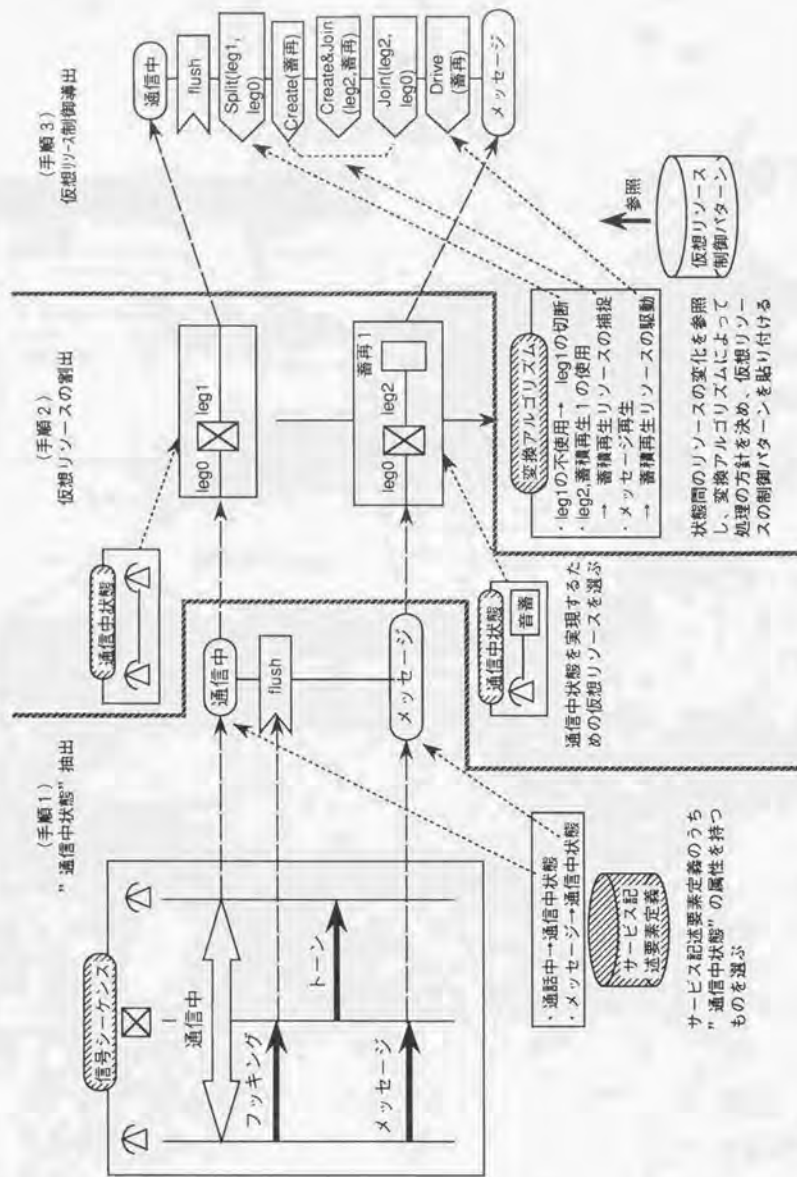 (手順1)
”通信中状態” 抽出
信号シーケンス
通信中
フッキング
トーン
メッセージ
通信中
flush
メッセージ
・通話中→通信中状態
・メッセージ→通信中状態
サービス記
述要素定義
サービス記述要素定義のうち
”通信中状態”の属性を持つ
ものを選ぶ
(手順2)
仮想リソースの割出
通信中状態
leg0
leg1
蓄再1
leg0
leg2
通信中状態
音蓄
通信中状態を実現するた
めの仮想リソースを選ぶ
(手順3)
仮想リソース制御導出
通信中
flush
Split(leg1,
leg0)
Create(蓄再)
Create&Join
(leg2,蓄再)
Join(leg2,
leg0)
Drive
(蓄再)
メッセージ
変換アルゴリズム
・leg1の不使用→ leg1の切断
・leg2,蓄積再生1の使用
→ 蓄積再生リソースの捕捉
・メッセージ再生
→ 蓄積再生リソースの駆動
参照
仮想リソース
制御パターン
状態間のリソースの変化を参照
し、変換アルゴリズムによって
処理の方針を決め、仮想リソー
スの制御パターンを貼り付ける